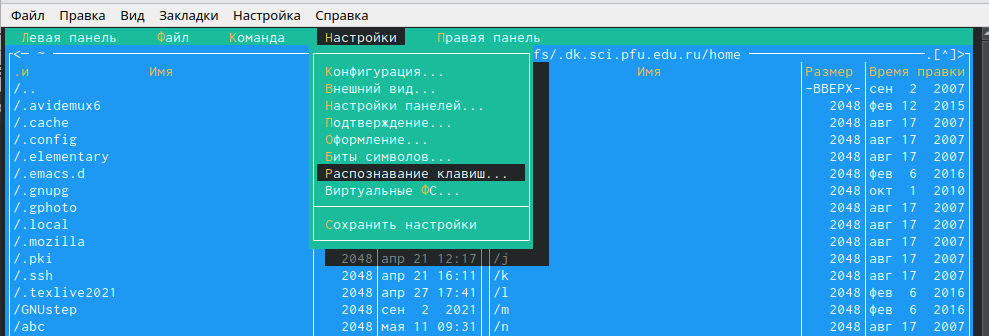 Файл Правка Вид Закладки Настройка Справка
Левая панель Файл Команда Настройки Правая панель
<— ~ fs/.dk.sci.pfu.edu.ru/home .[^]>
.и Имя Конфигурация... Имя Размер Время правки
/.. Внешний вид... -ВВЕРХ- сен 2 2007
/.avidemux6 Настройки панелей... 2048 фев 12 2015
/.cache Подтверждение... 2048 авг 17 2007
/.config Оформление... 2048 авг 17 2007
/.elementary Биты символов... 2048 авг 17 2007
/.emacs.d Распознавание клавиш... 2048 фев 6 2016
/.gnupg Виртуальные ФС... 2048 окт 1 2010
/.gphoto 2048 авг 17 2007
/.local Сохранить настройки 2048 авг 17 2007
/.mozilla 2048 авг 17 2007
/.pki 2048 апр 21 12:17 /j 2048 авг 17 2007
/.ssh 2048 апр 21 16:11 /k 2048 авг 17 2007
/.texlive2021 2048 апр 27 17:41 /l 2048 фев 6 2016
/GNUstep 2048 сен 2 2021 /m 2048 фев 6 2016
/abc 2048 мая 11 09:31 /n 2048 авг 17 2007